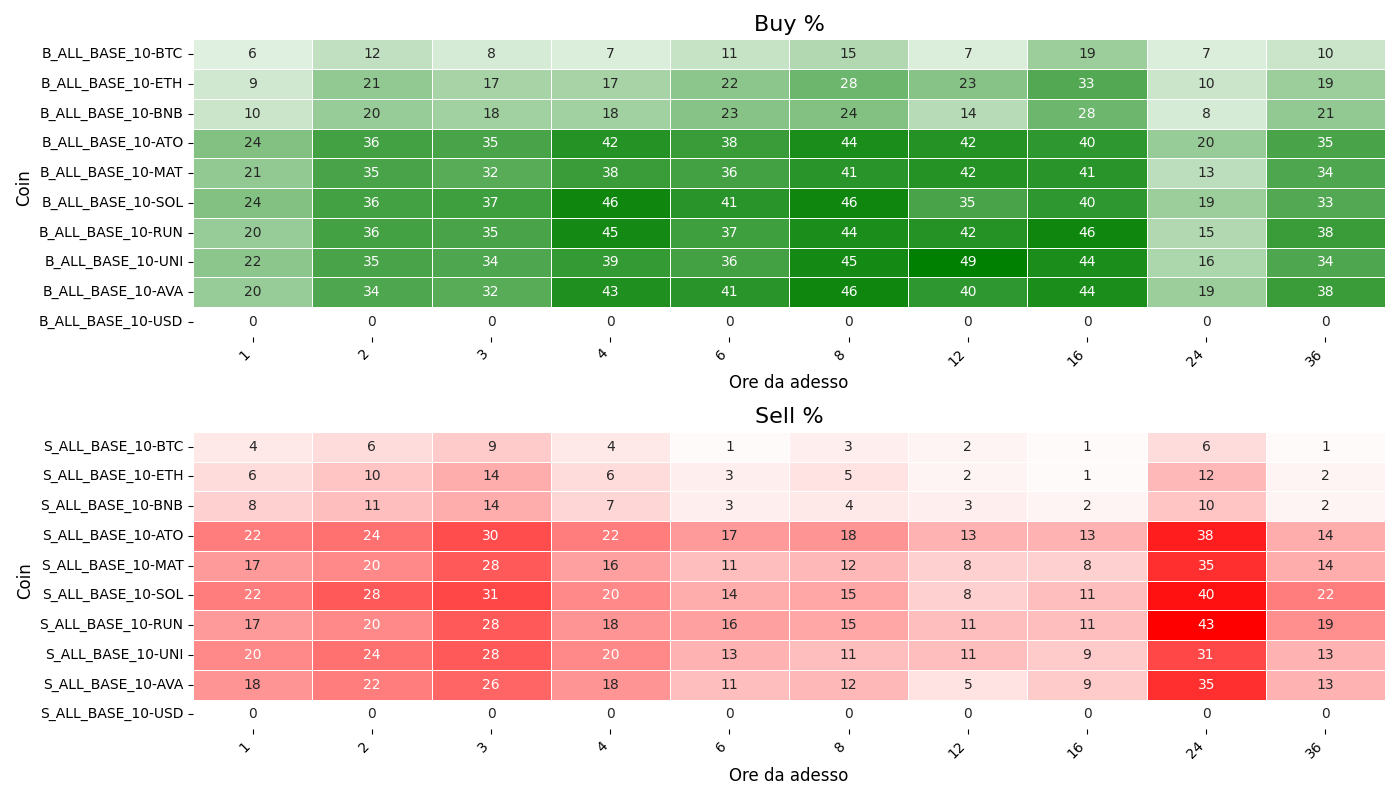 Buy %
Coin
B_ALL_BASE_10-BTC 6 12 8 7 11 15 7 19 7 10
B_ALL_BASE_10-ETH 9 21 17 17 22 28 23 33 10 19
B_ALL_BASE_10-BNB 10 20 18 18 23 24 14 28 8 21
B_ALL_BASE_10-ATO 24 36 35 42 38 44 42 40 20 35
B_ALL_BASE_10-MAT 21 35 32 38 36 41 42 41 13 34
B_ALL_BASE_10-SOL 24 36 37 46 41 46 35 40 19 33
B_ALL_BASE_10-RUN 20 36 35 45 37 44 42 46 15 38
B_ALL_BASE_10-UNI 22 35 34 39 36 45 49 44 16 34
B_ALL_BASE_10-AVA 20 34 32 43 41 46 40 44 19 38
B_ALL_BASE_10-USD 0 0 0 0 0 0 0 0 0 0
1 2 3 4 6 8 12 16 24 36
Ore da adesso
Sell %
Coin
S_ALL_BASE_10-BTC 4 6 9 4 1 3 2 1 6 1
S_ALL_BASE_10-ETH 6 10 14 6 3 5 2 1 12 2
S_ALL_BASE_10-BNB 8 11 14 7 3 4 3 2 10 2
S_ALL_BASE_10-ATO 22 24 30 22 17 18 13 13 38 14
S_ALL_BASE_10-MAT 17 20 28 16 11 12 8 8 35 14
S_ALL_BASE_10-SOL 22 28 31 20 14 15 8 11 40 22
S_ALL_BASE_10-RUN 17 20 28 18 16 15 11 11 43 19
S_ALL_BASE_10-UNI 20 24 28 20 13 11 11 9 31 13
S_ALL_BASE_10-AVA 18 22 26 18 11 12 5 9 35 13
S_ALL_BASE_10-USD 0 0 0 0 0 0 0 0 0 0
1 2 3 4 6 8 12 16 24 36
Ore da adesso